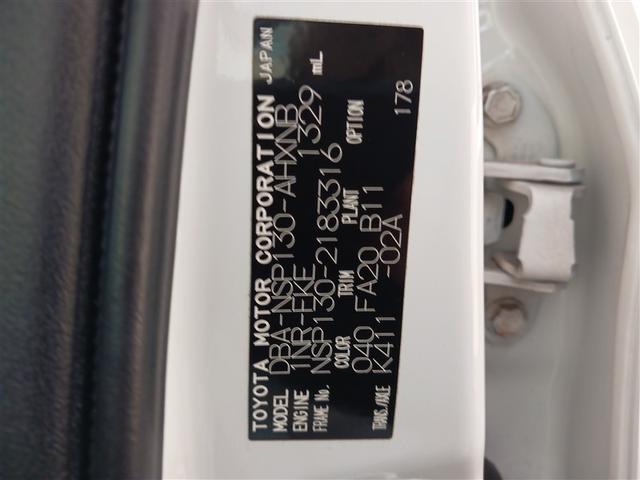 TOYOTA MOTOR CORPORATION JAPAN
MODEL DBA-NSP130-AHXNB
ENGINE 1NR-FKE 1329 mL
FRAME No. NSP130-2183316
COLOR TRIM PLANT OPTION
040 FA20 B11
TRANS./AXLE K411 -02A 178